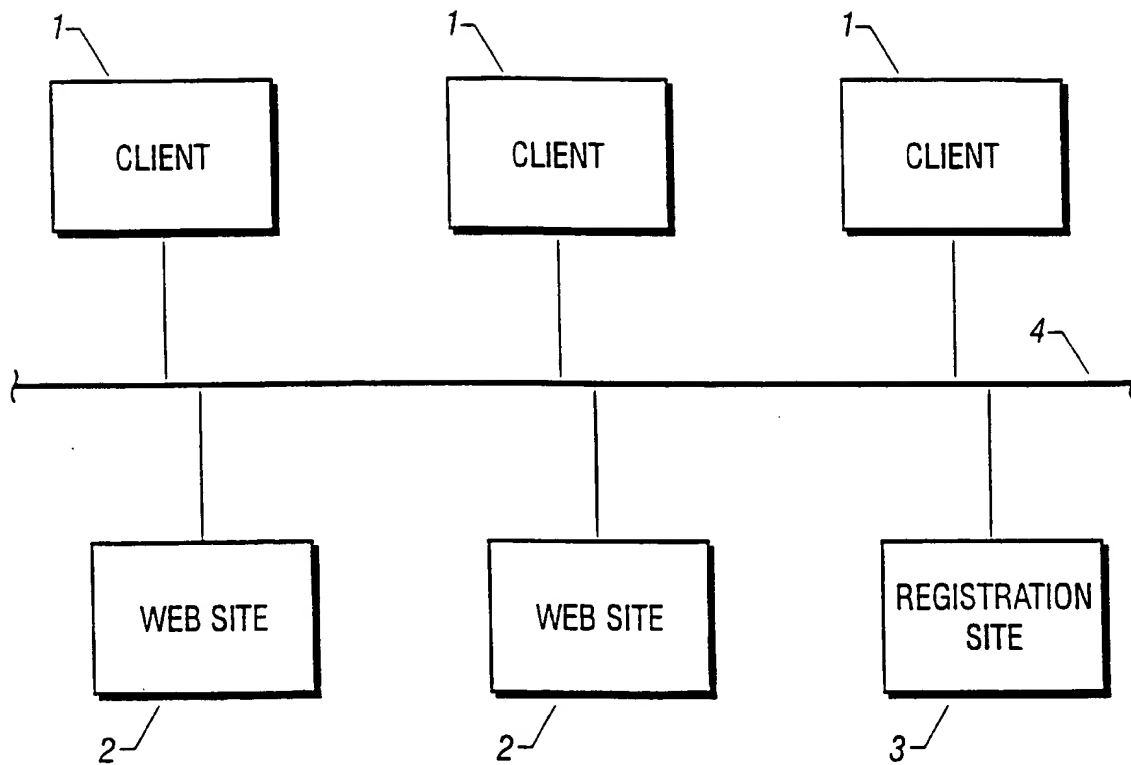 1 1 1
CLIENT CLIENT CLIENT
4
WEB SITE WEB SITE REGISTRATION
SITE
2 2 3